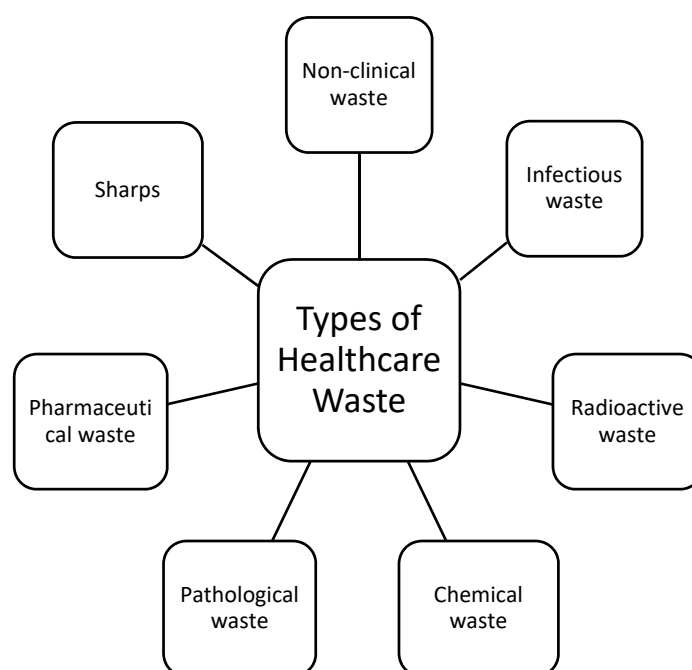 Non-clinical
waste
Infectious
waste
Radioactive
waste
Chemical
waste
Pathological
waste
Pharmaceuti
cal waste
Sharps
Types of
Healthcare
Waste